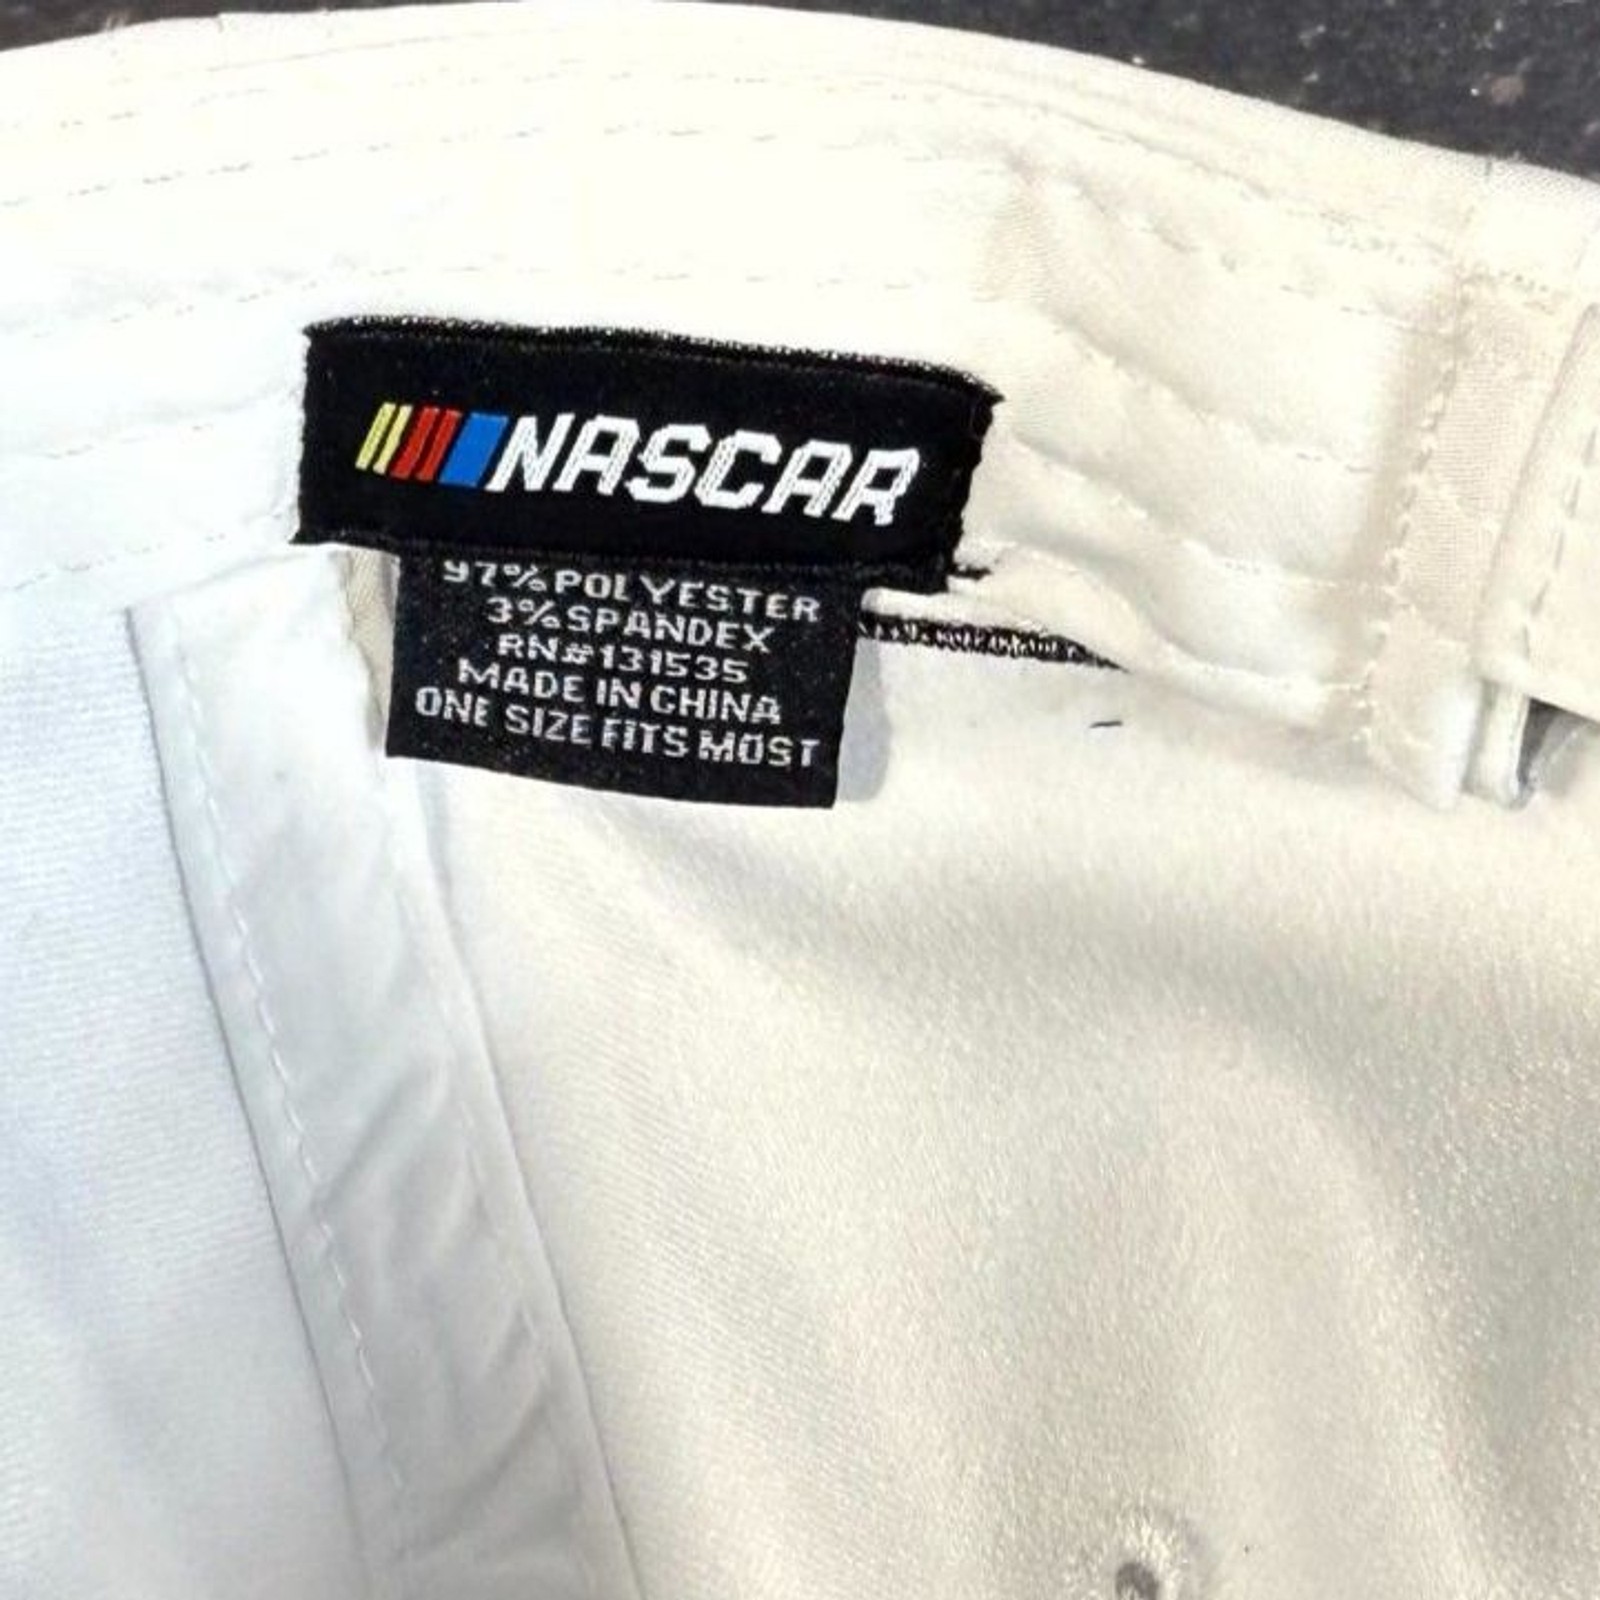 NASCAR
97% POLYESTER
3% SPANDEX
RN#131535
MADE IN CHINA
ONE SIZE FITS MOST